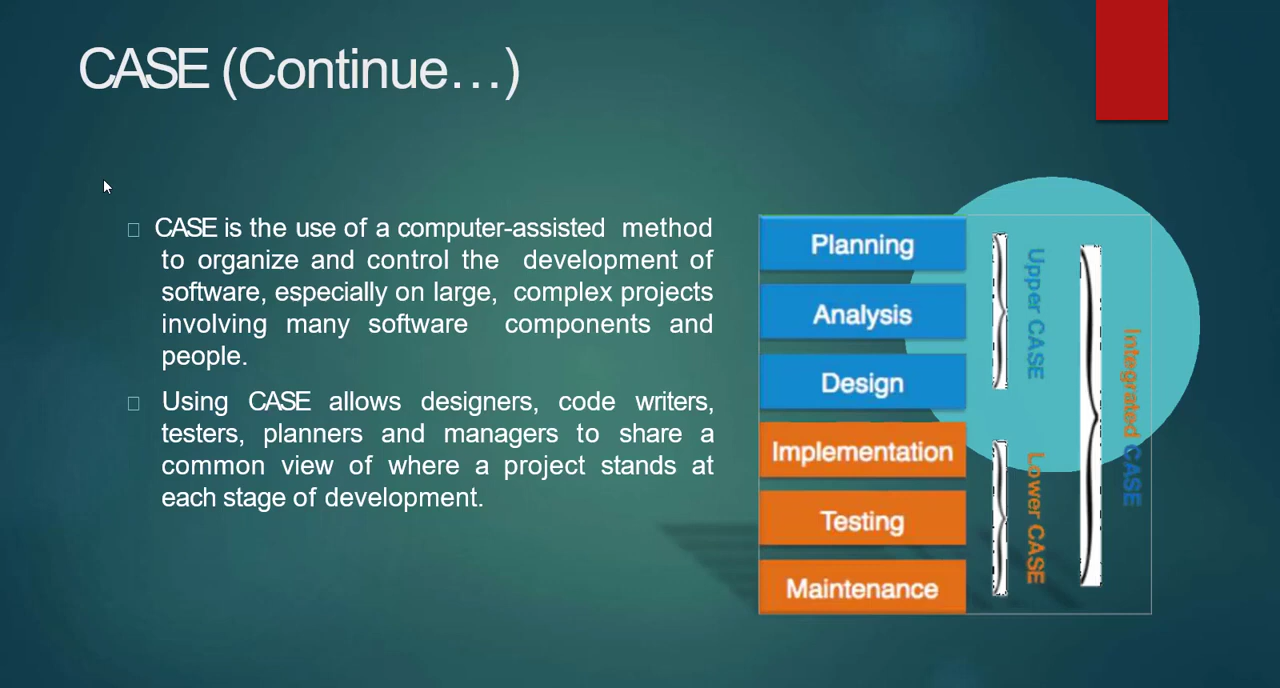 CASE (Continue…)
CASE is the use of a computer-assisted method
to organize and control the development of
software, especially on large, complex projects
involving many software components and
people.
Using CASE allows designers, code writers,
testers, planners and managers to share a
common view of where a project stands at
each stage of development.
Planning
Analysis
Design
Implementation
Testing
Maintenance
Upper CASE
Lower CASE
Integrated CASE